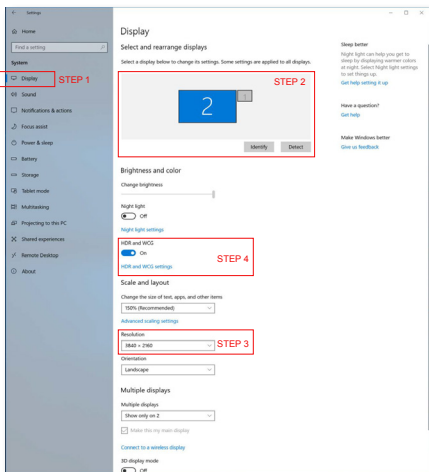 Settings
Home
Find a setting
System
Display
STEP 1
Sound
Notifications & actions
Focus assist
Power & sleep
Battery
Storage
Tablet mode
Multitasking
Projecting to this PC
Shared experiences
Remote Desktop
About
Display
Select and rearrange displays
Select a display below to change its settings. Some settings are applied to all displays.
STEP 2
2
1
Identify
Detect
Brightness and color
Change brightness
Night light
Off
Night light settings
HDR and WCG
On
STEP 4
HDR and WCG settings
Scale and layout
Change the size of text, apps, and other items
150% (Recommended)
Advanced scaling settings
Resolution
3840 × 2160
STEP 3
Orientation
Landscape
Multiple displays
Multiple displays
Show only on 2
Make this my main display
Connect to a wireless display
3D display mode
Off
Sleep better
Night light can help you get to
sleep by displaying warmer colors
at night. Select Night light settings
to set things up.
Get help setting it up
Have a question?
Get help
Make Windows better
Give us feedback